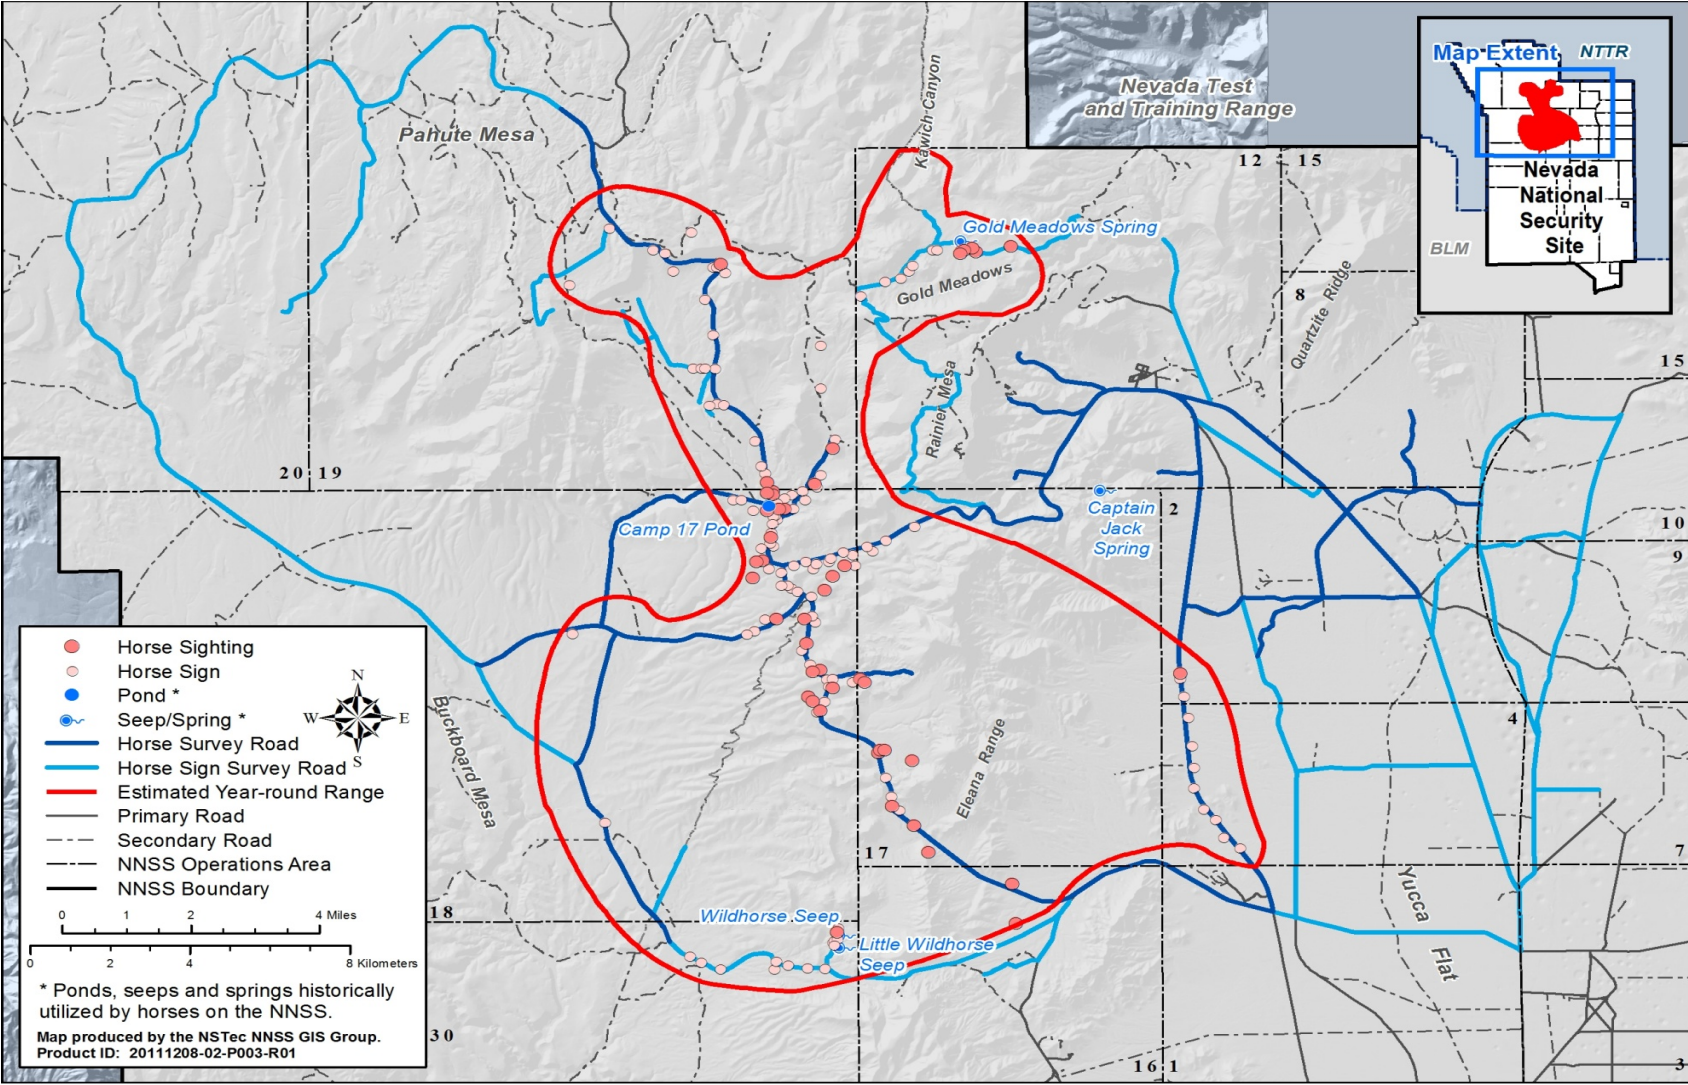 Pahute Mesa
Kawich Canyon
Nevada Test
and Training Range
Map Extent
NTTR
Nevada
National
Security
Site
BLM
12
15
Gold Meadows Spring
Gold Meadows
8
Quartzite Ridge
15
Rainier Mesa
20
19
Camp 17 Pond
Captain
Jack
Spring
2
10
9
Horse Sighting
Horse Sign
Pond *
Seep/Spring *
Horse Survey Road
Horse Sign Survey Road
Estimated Year-round Range
Primary Road
Secondary Road
NNSS Operations Area
NNSS Boundary
N
W
E
S
0 1 2 4 Miles
0 2 4 8 Kilometers
* Ponds, seeps and springs historically
utilized by horses on the NNSS.
Map produced by the NSTec NNSS GIS Group.
Product ID: 20111208-02-P003-R01
Buckboard Mesa
Eleana Range
4
17
7
18
Wildhorse Seep
Little Wildhorse
Seep
Yucca
Flat
30
16
1
3